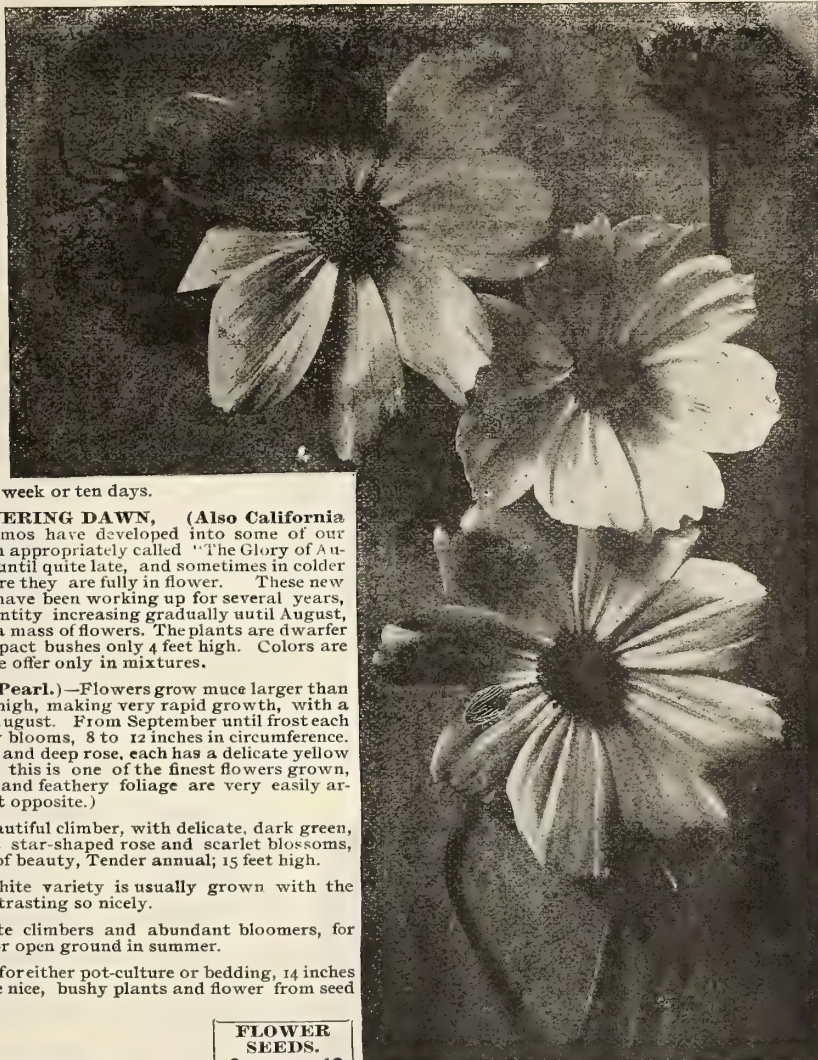 week or ten days.
ERING DAWN, (Also California
mos have developed into some of our
appropriately called "The Glory of Au-
until quite late, and sometimes in colder
re they are fully in flower. These new
have been working up for several years,
ntity increasing gradually uutil August,
a mass of flowers. The plants are dwarfer
pact bushes only 4 feet high. Colors are
e offer only in mixtures.
Pearl.)—Flowers grow muce larger than
high, making very rapid growth, with a
ugust. From September until frost each
blooms, 8 to 12 inches in circumference.
and deep rose, each has a delicate yellow
this is one of the finest flowers grown,
and feathery foliage are very easily ar-
t opposite.)
autiful climber, with delicate, dark green,
star-shaped rose and scarlet blossoms,
of beauty, Tender annual; 15 feet high.
hite variety is usually grown with the
trasting so nicely.
te climbers and abundant bloomers, for
r open ground in summer.
for either pot-culture or bedding, 14 inches
e nice, bushy plants and flower from seed
FLOWER
SEEDS.